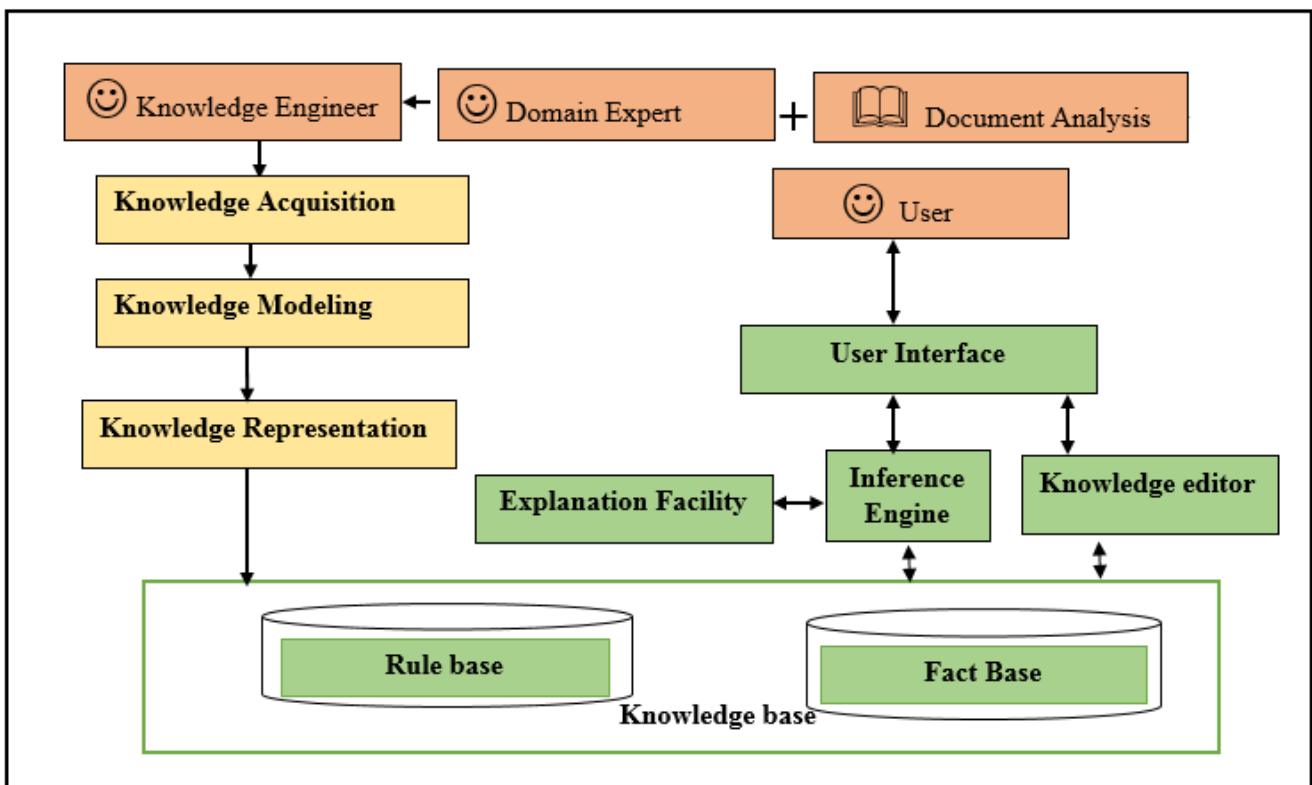 Knowledge Engineer
Domain Expert
+
Document Analysis
Knowledge Acquisition
User
Knowledge Modeling
User Interface
Knowledge Representation
Explanation Facility
Inference
Engine
Knowledge editor
Rule base
Fact Base
Knowledge base